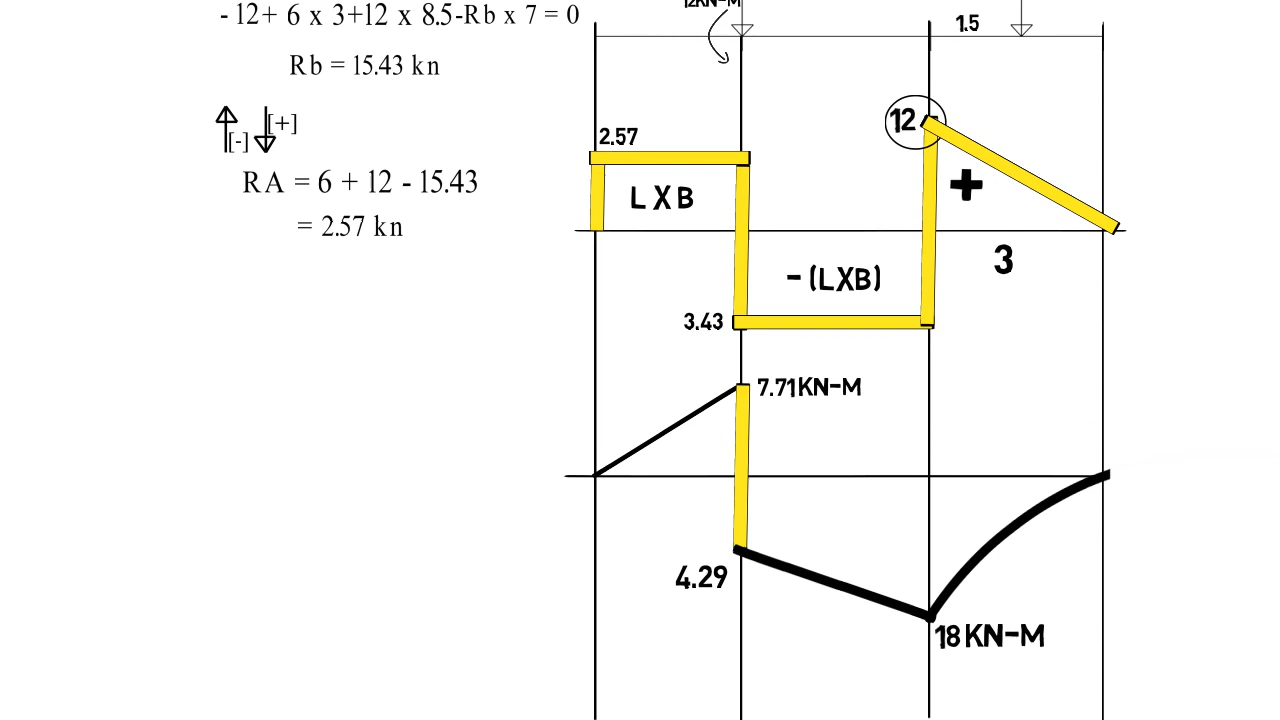 - 12+ 6 x 3+12 x 8.5-Rb x 7 = 0
Rb = 15.43 kn
[-] [+]
RA = 6 + 12 - 15.43
= 2.57 kn
12KN-M
1.5
2.57
12
L X B
+
3
- (LXB)
3.43
7.71KN-M
4.29
18KN-M